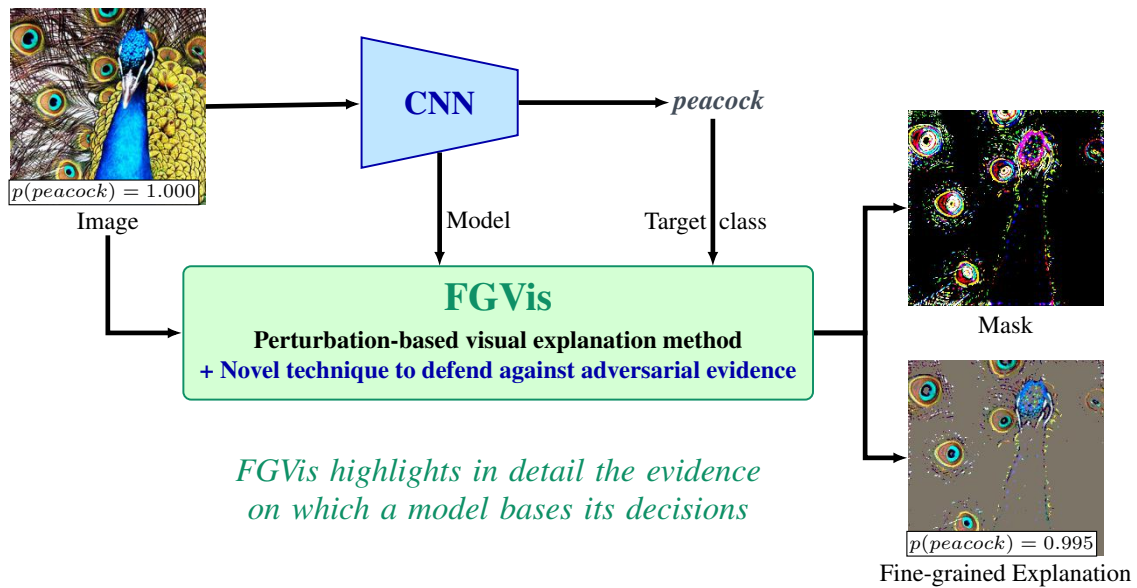 CNN
peacock
p(peacock) = 1.000
Image
Model
Target class
FGVis
Perturbation-based visual explanation method
+ Novel technique to defend against adversarial evidence
Mask
FGVis highlights in detail the evidence
on which a model bases its decisions
p(peacock) = 0.995
Fine-grained Explanation